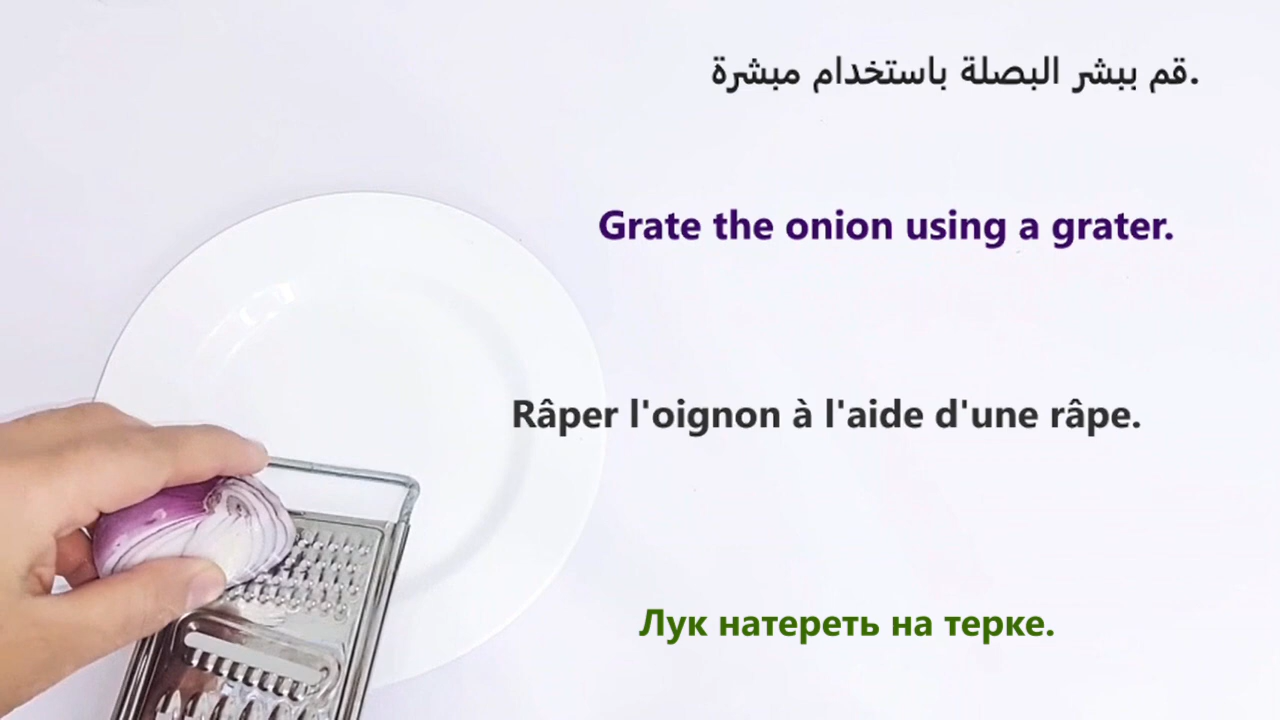 قم ببشر البصلة باستخدام مبشرة.
Grate the onion using a grater.
Râper l'oignon à l'aide d'une râpe.
Лук натереть на терке.